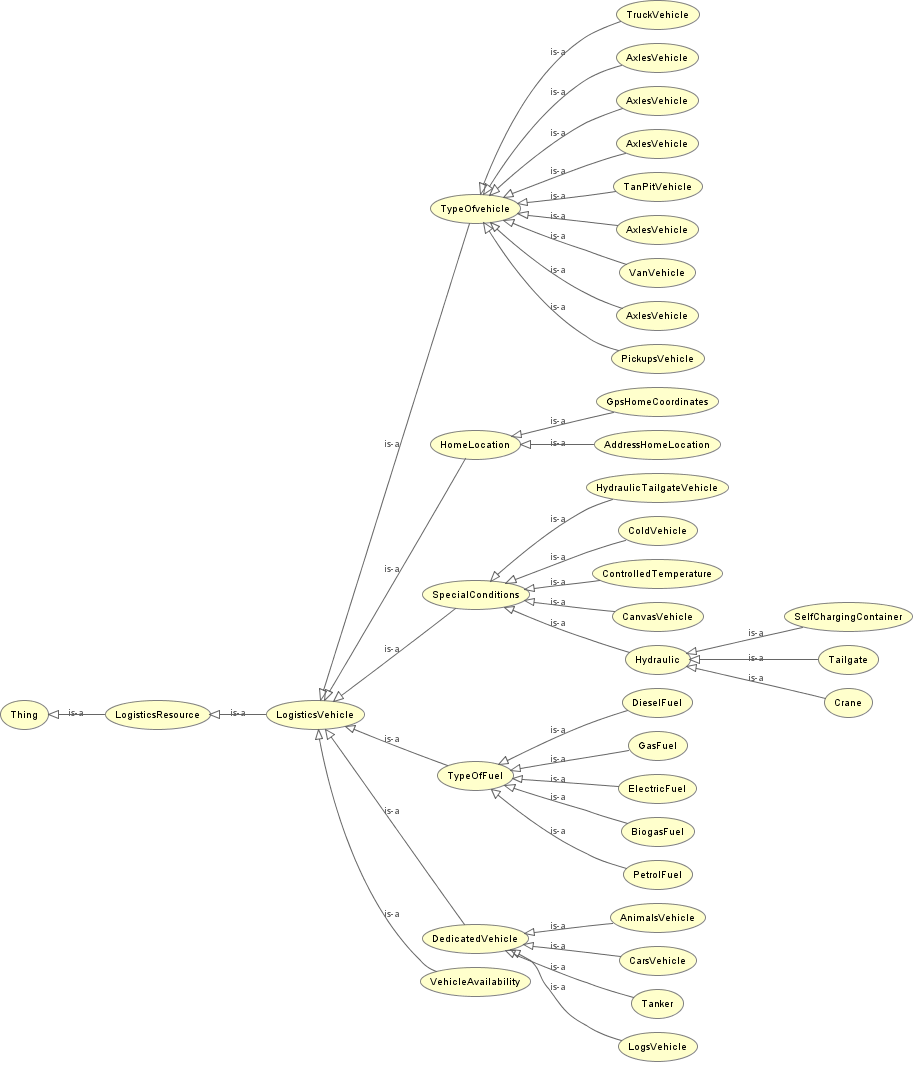 TruckVehicle
is-a
AxlesVehicle
is-a
AxlesVehicle
is-a
AxlesVehicle
is-a
TanPitVehicle
is-a
TypeOfvehicle
is-a
AxlesVehicle
is-a
VanVehicle
is-a
AxlesVehicle
is-a
PickupsVehicle
GpsHomeCoordinates
is-a
is-a
HomeLocation
is-a
AddressHomeLocation
HydraulicTailgateVehicle
is-a
ColdVehicle
is-a
is-a
ControlledTemperature
is-a
SpecialConditions
is-a
CanvasVehicle
SelfChargingContainer
is-a
is-a
is-a
Hydraulic
is-a
Tailgate
is-a
Crane
DieselFuel
Thing
is-a
LogisticsResource
is-a
LogisticsVehicle
is-a
is-a
GasFuel
is-a
TypeOfFuel
is-a
ElectricFuel
is-a
BiogasFuel
is-a
is-a
PetrolFuel
is-a
AnimalsVehicle
is-a
DedicatedVehicle
is-a
CarsVehicle
is-a
VehicleAvailability
is-a
Tanker
LogsVehicle